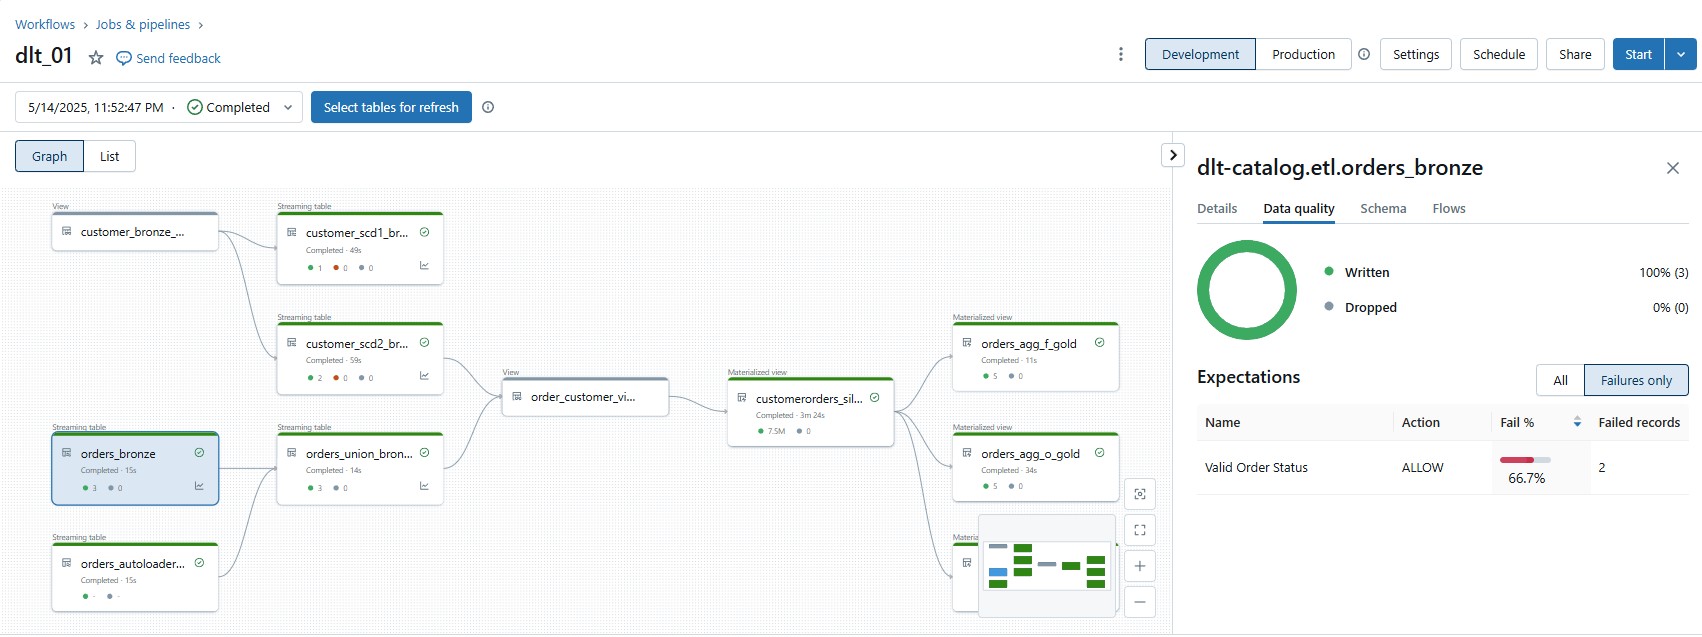 Workflows › Jobs & pipelines ›
dlt_01 Send feedback
Development Production Settings Schedule Share Start
5/14/2025, 11:52:47 PM · Completed Select tables for refresh
Graph List
View
customer_bronze_...
Streaming table
customer_scd1_br...
Completed · 49s
1 0 0
Streaming table
customer_scd2_br...
Completed · 59s
2 0 0
Streaming table
orders_bronze
Completed · 15s
3 0
Streaming table
orders_union_bron...
Completed · 14s
3 0
Streaming table
orders_autoloader...
Completed · 15s
- -
View
order_customer_vi...
Materialized view
customerorders_sil...
Completed · 3m 24s
7.5M 0
Materialized view
orders_agg_f_gold
Completed · 11s
5 0
Materialized view
orders_agg_o_gold
Completed · 34s
5 0
Materia
dlt-catalog.etl.orders_bronze
Details Data quality Schema Flows
Written 100% (3)
Dropped 0% (0)
Expectations All Failures only
Name Action Fail % Failed records
Valid Order Status ALLOW 66.7% 2